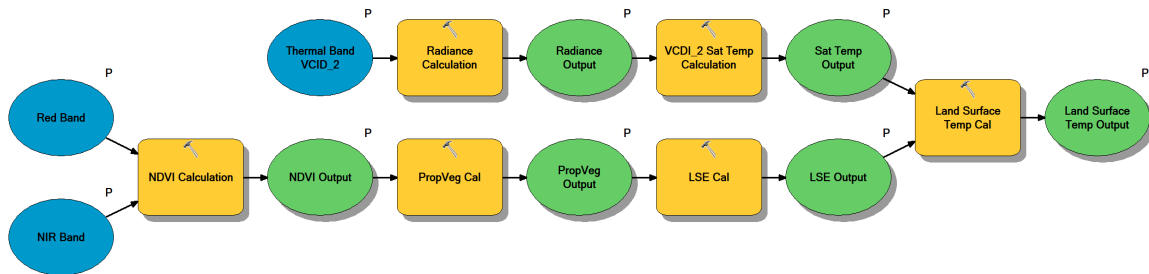 P
P
P
P
Thermal Band
VCID_2
Radiance
Calculation
Radiance
Output
VCDI_2 Sat Temp
Calculation
Sat Temp
Output
P
Red Band
Land Surface
Temp Cal
Land Surface
Temp Output
P
P
P
P
NDVI Calculation
NDVI Output
PropVeg Cal
PropVeg
Output
LSE Cal
LSE Output
P
NIR Band